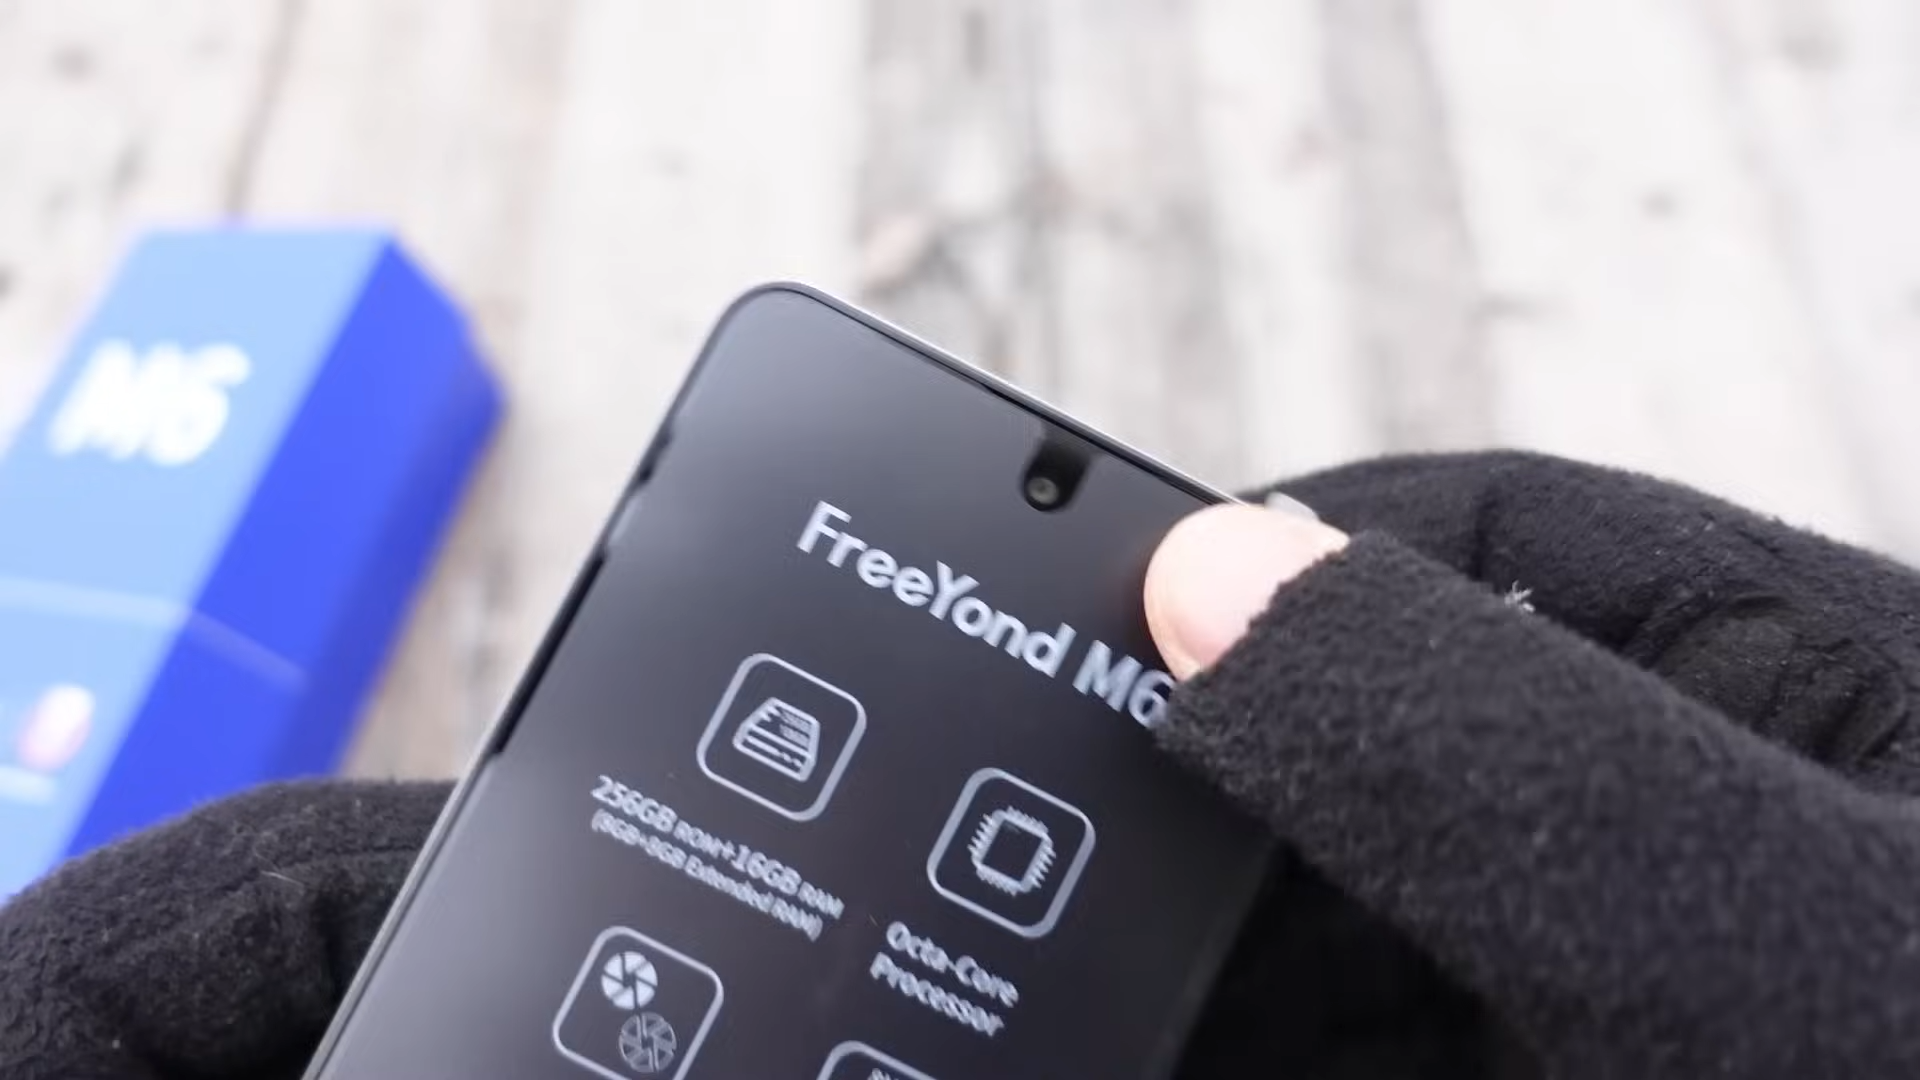 M6
FreeYond M6
256GB ROM+16GB RAM
(8GB+8GB Extended RAM)
Octa-Core
Processor